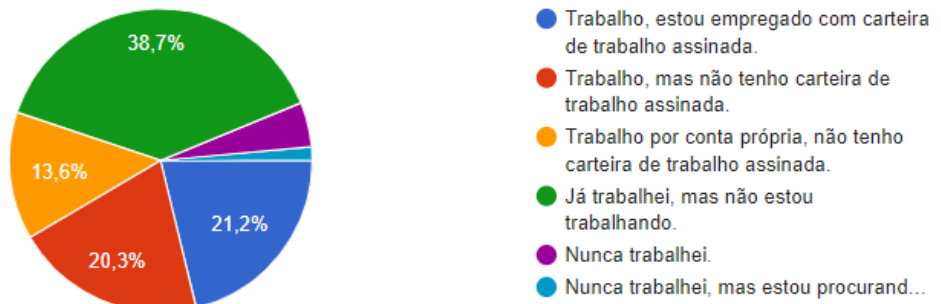 38,7%
13,6%
20,3%
21,2%
Trabalho, estou empregado com carteira
de trabalho assinada.
Trabalho, mas não tenho carteira de
trabalho assinada.
Trabalho por conta própria, não tenho
carteira de trabalho assinada.
Já trabalhei, mas não estou
trabalhando.
Nunca trabalhei.
Nunca trabalhei, mas estou procurand...